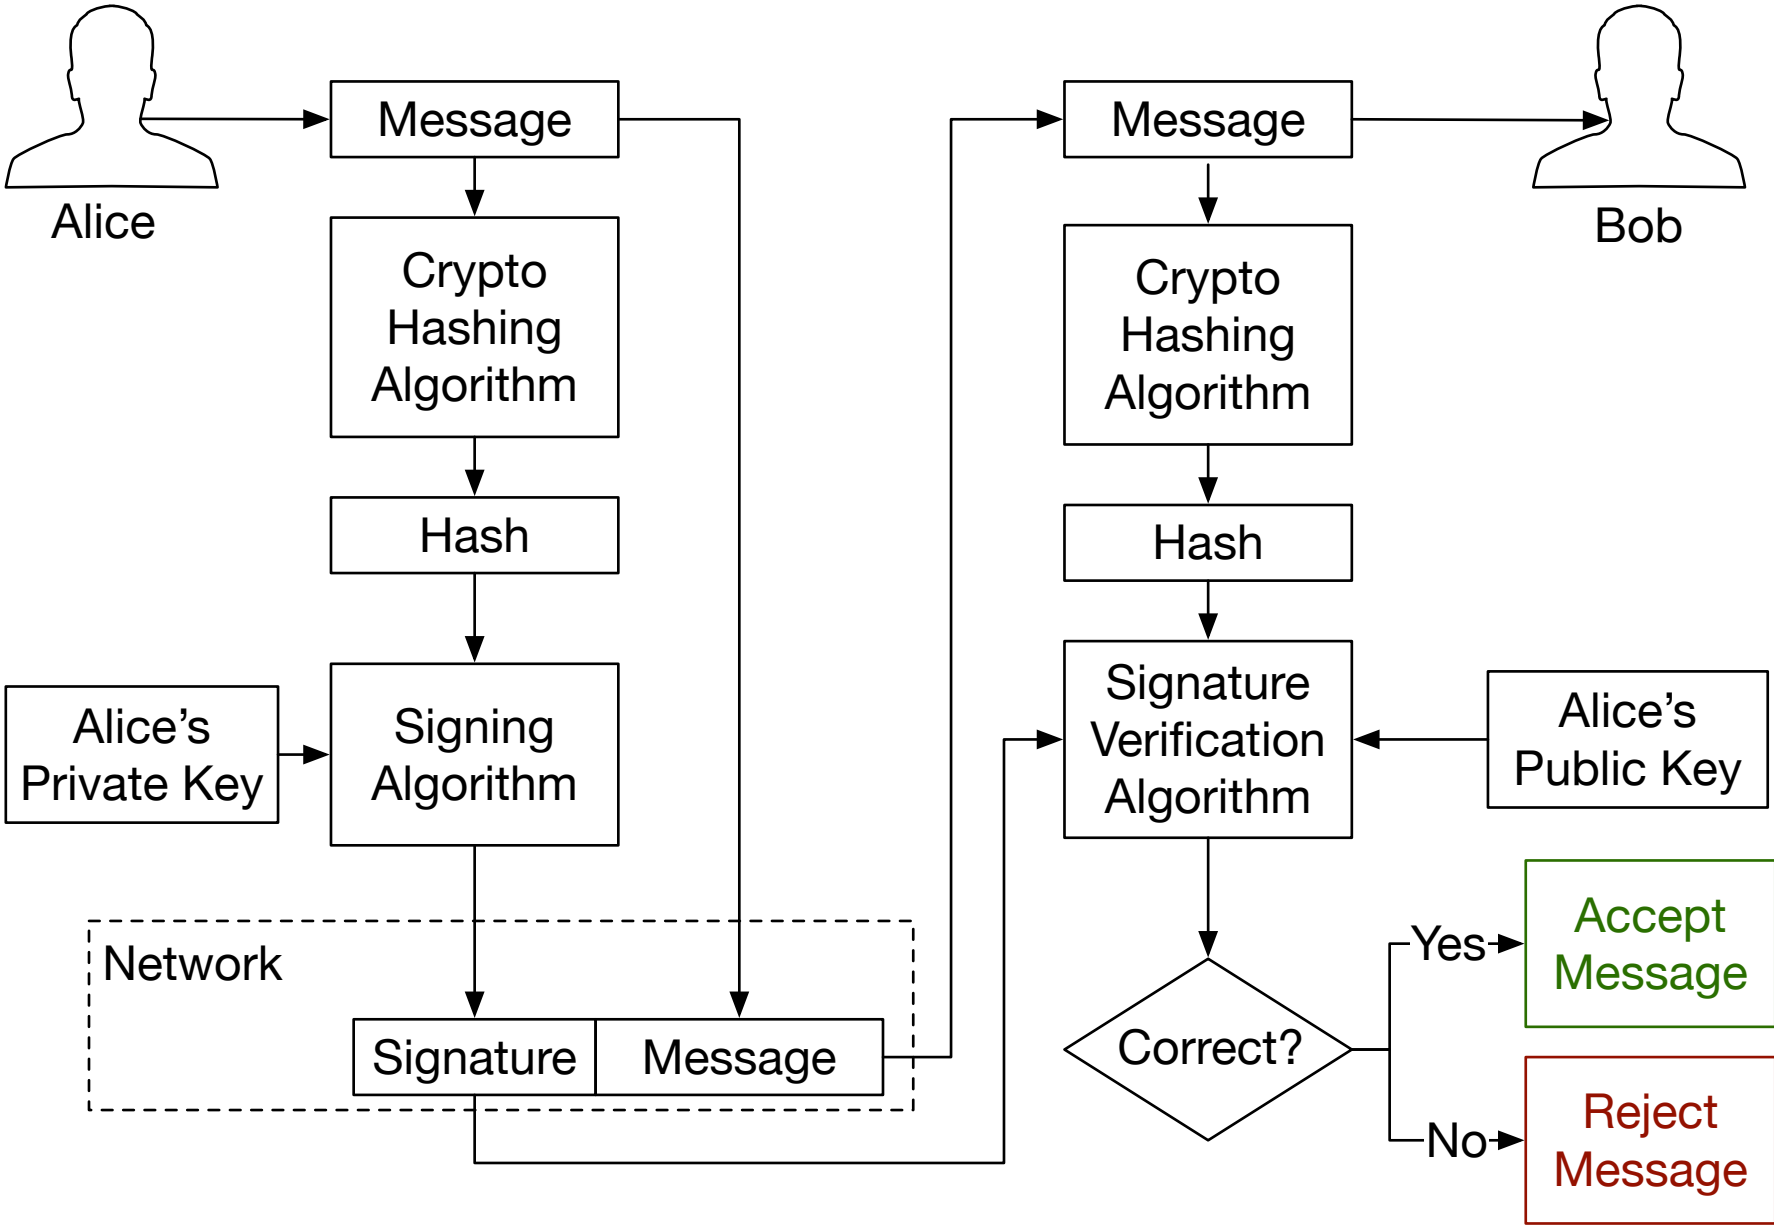 Alice
Message
Crypto
Hashing
Algorithm
Hash
Alice’s
Private Key
Signing
Algorithm
Network
Signature
Message
Message
Bob
Crypto
Hashing
Algorithm
Hash
Signature
Verification
Algorithm
Alice’s
Public Key
Correct?
Yes
Accept
Message
No
Reject
Message